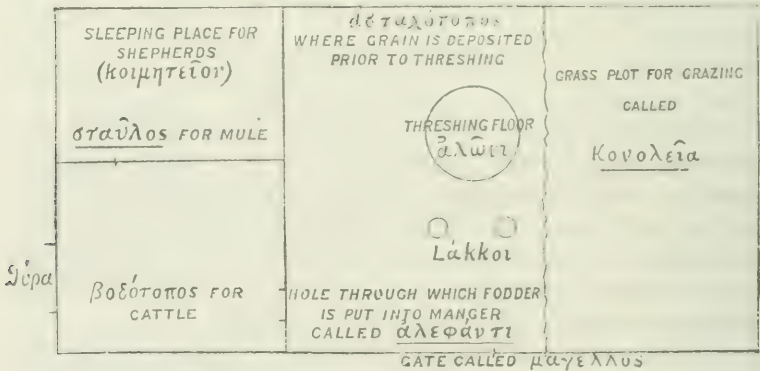 SLEEPING PLACE FOR
SHEPHERDS
(κοιμητεῖον)
σταῦλος FOR MULE
WHERE GRAIN IS DEPOSITED
PRIOR TO THRESHING
THRESHING FLOOR
GRASS PLOT FOR GRAZING
CALLED
Κονολεῖα
Λάκκοι
θύρα
βοδότοπος FOR
CATTLE
HOLE THROUGH WHICH FODDER
IS PUT INTO MANGER
CALLED ἀλεφάντι
GATE CALLED μαγελλος